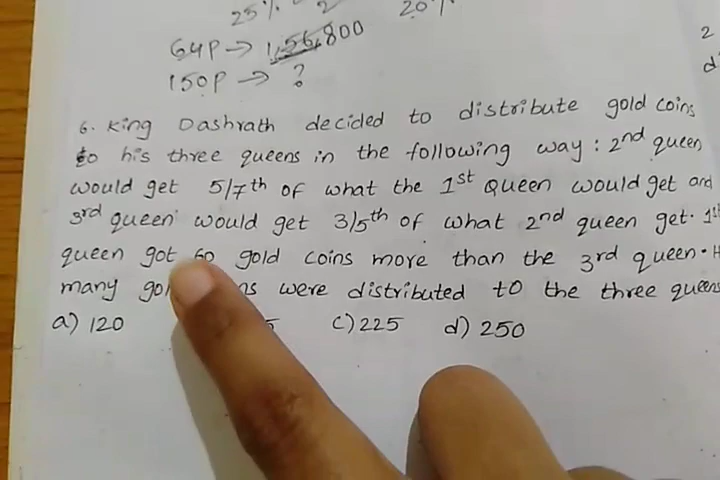 25%
20%
64P → 1,56,800
150P → ?
2
6. King Dashrath decided to distribute gold coins
to his three queens in the following way: 2nd queen
would get 5/7th of what the 1st Queen would get and
3rd queen would get 3/5th of what 2nd queen get. 1st
queen got 60 gold coins more than the 3rd queen.
many were distributed to the three queens
a) 120 c) 225 d) 250